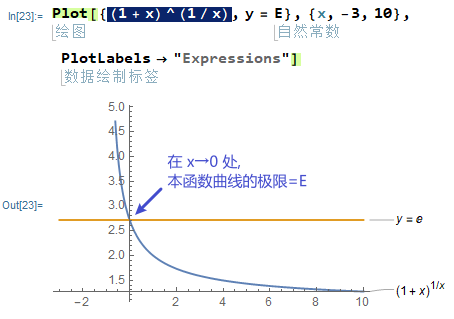 In[23]:= Plot[{(1 + x)^(1/x), y = E}, {x, -3, 10},
绘图 自然常数
PlotLabels → "Expressions"]
数据绘制标签
5.0
4.5
4.0
3.5
3.0
2.5
2.0
1.5
在 x→0 处,
本函数曲线的极限=E
Out[23]=
y = e
(1+x)^{1/x}
-2 2 4 6 8 10